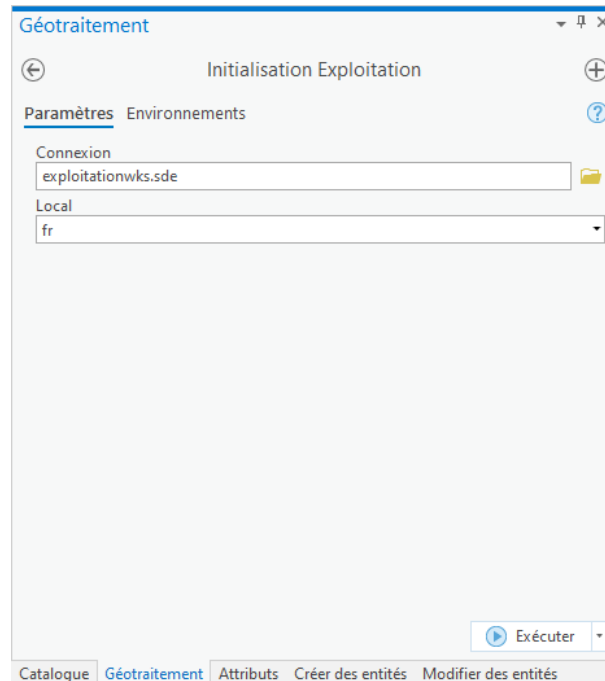 Géotraitement
Initialisation Exploitation
Paramètres Environnements
Connexion
exploitationwks.sde
Local
fr
Exécuter
Catalogue Géotraitement Attributs Créer des entités Modifier des entités